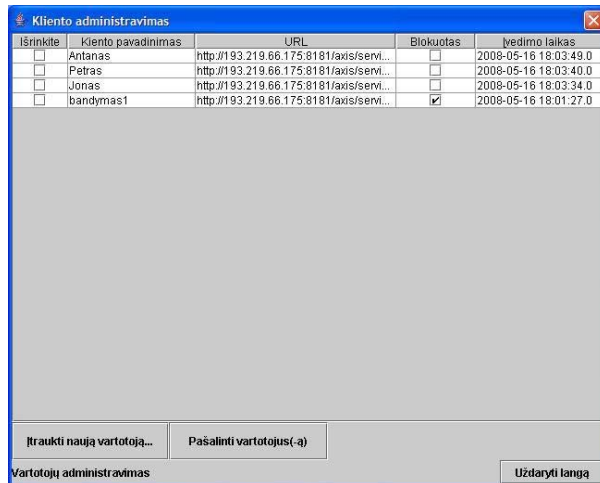 Kliento administravimas
Išrinkite Kiento pavadinimas URL Blokuotas Įvedimo laikas
Antanas http://193.219.66.175:8181/axis/servi... 2008-05-16 18:03:49.0
Petras http://193.219.66.175:8181/axis/servi... 2008-05-16 18:03:40.0
Jonas http://193.219.66.175:8181/axis/servi... 2008-05-16 18:03:34.0
bandymas1 http://193.219.66.175:8181/axis/servi... 2008-05-16 18:01:27.0
Įtraukti naują vartotoją... Pašalinti vartotojus(-ą)
Vartotojų administravimas Uždaryti langą